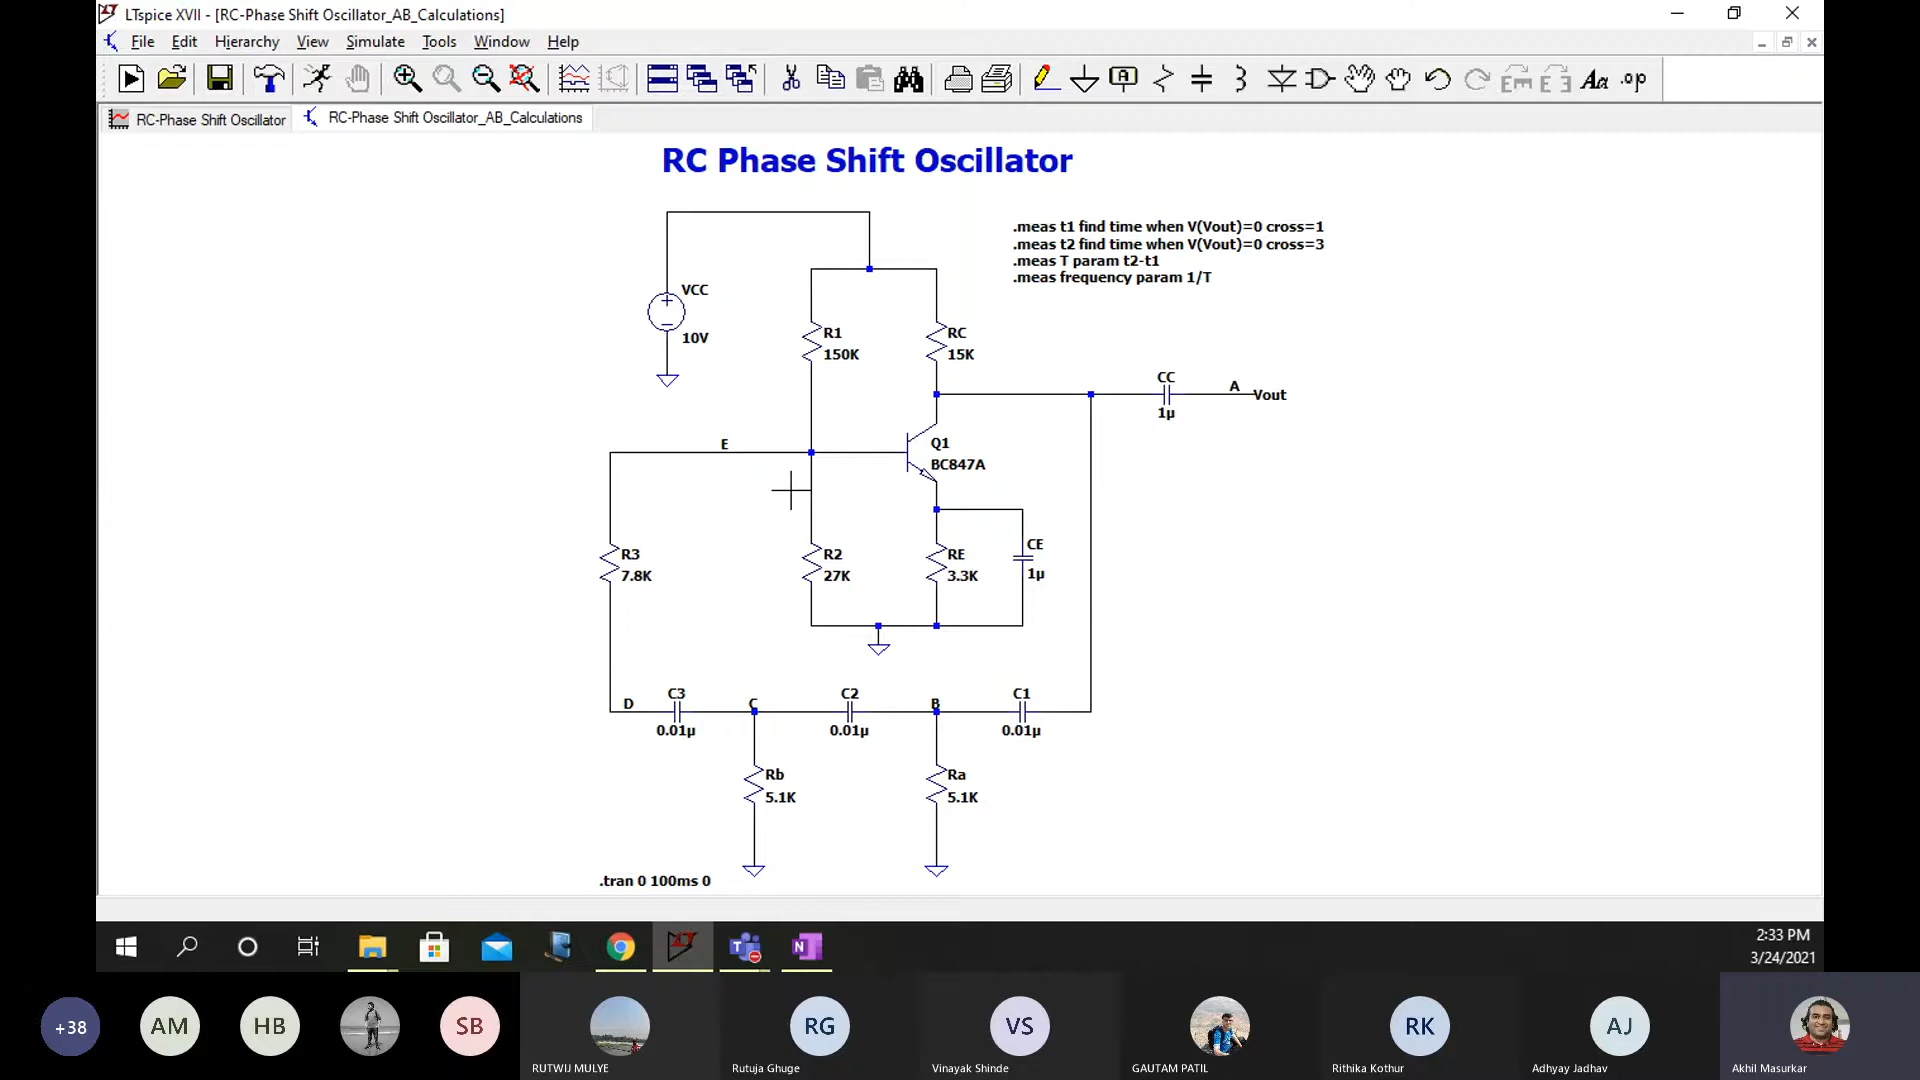 LTspice XVII - [RC-Phase Shift Oscillator_AB_Calculations]
File Edit Hierarchy View Simulate Tools Window Help
A
Aa .op
RC-Phase Shift Oscillator RC-Phase Shift Oscillator_AB_Calculations
RC Phase Shift Oscillator
.meas t1 find time when V(Vout)=0 cross=1
.meas t2 find time when V(Vout)=0 cross=3
.meas T param t2-t1
.meas frequency param 1/T
VCC
10V
R1
150K
RC
15K
CC
1µ
A
Vout
E
Q1
BC847A
R3
7.8K
R2
27K
RE
3.3K
CE
1µ
D
C3
0.01µ
C
C2
0.01µ
B
C1
0.01µ
Rb
5.1K
Ra
5.1K
.tran 0 100ms 0
2:33 PM
3/24/2021
+38 AM HB SB RG VS RK AJ
RUTWIJ MULYE Rutuja Ghuge Vinayak Shinde GAUTAM PATIL Rithika Kothur Adhyay Jadhav Akhil Masurkar